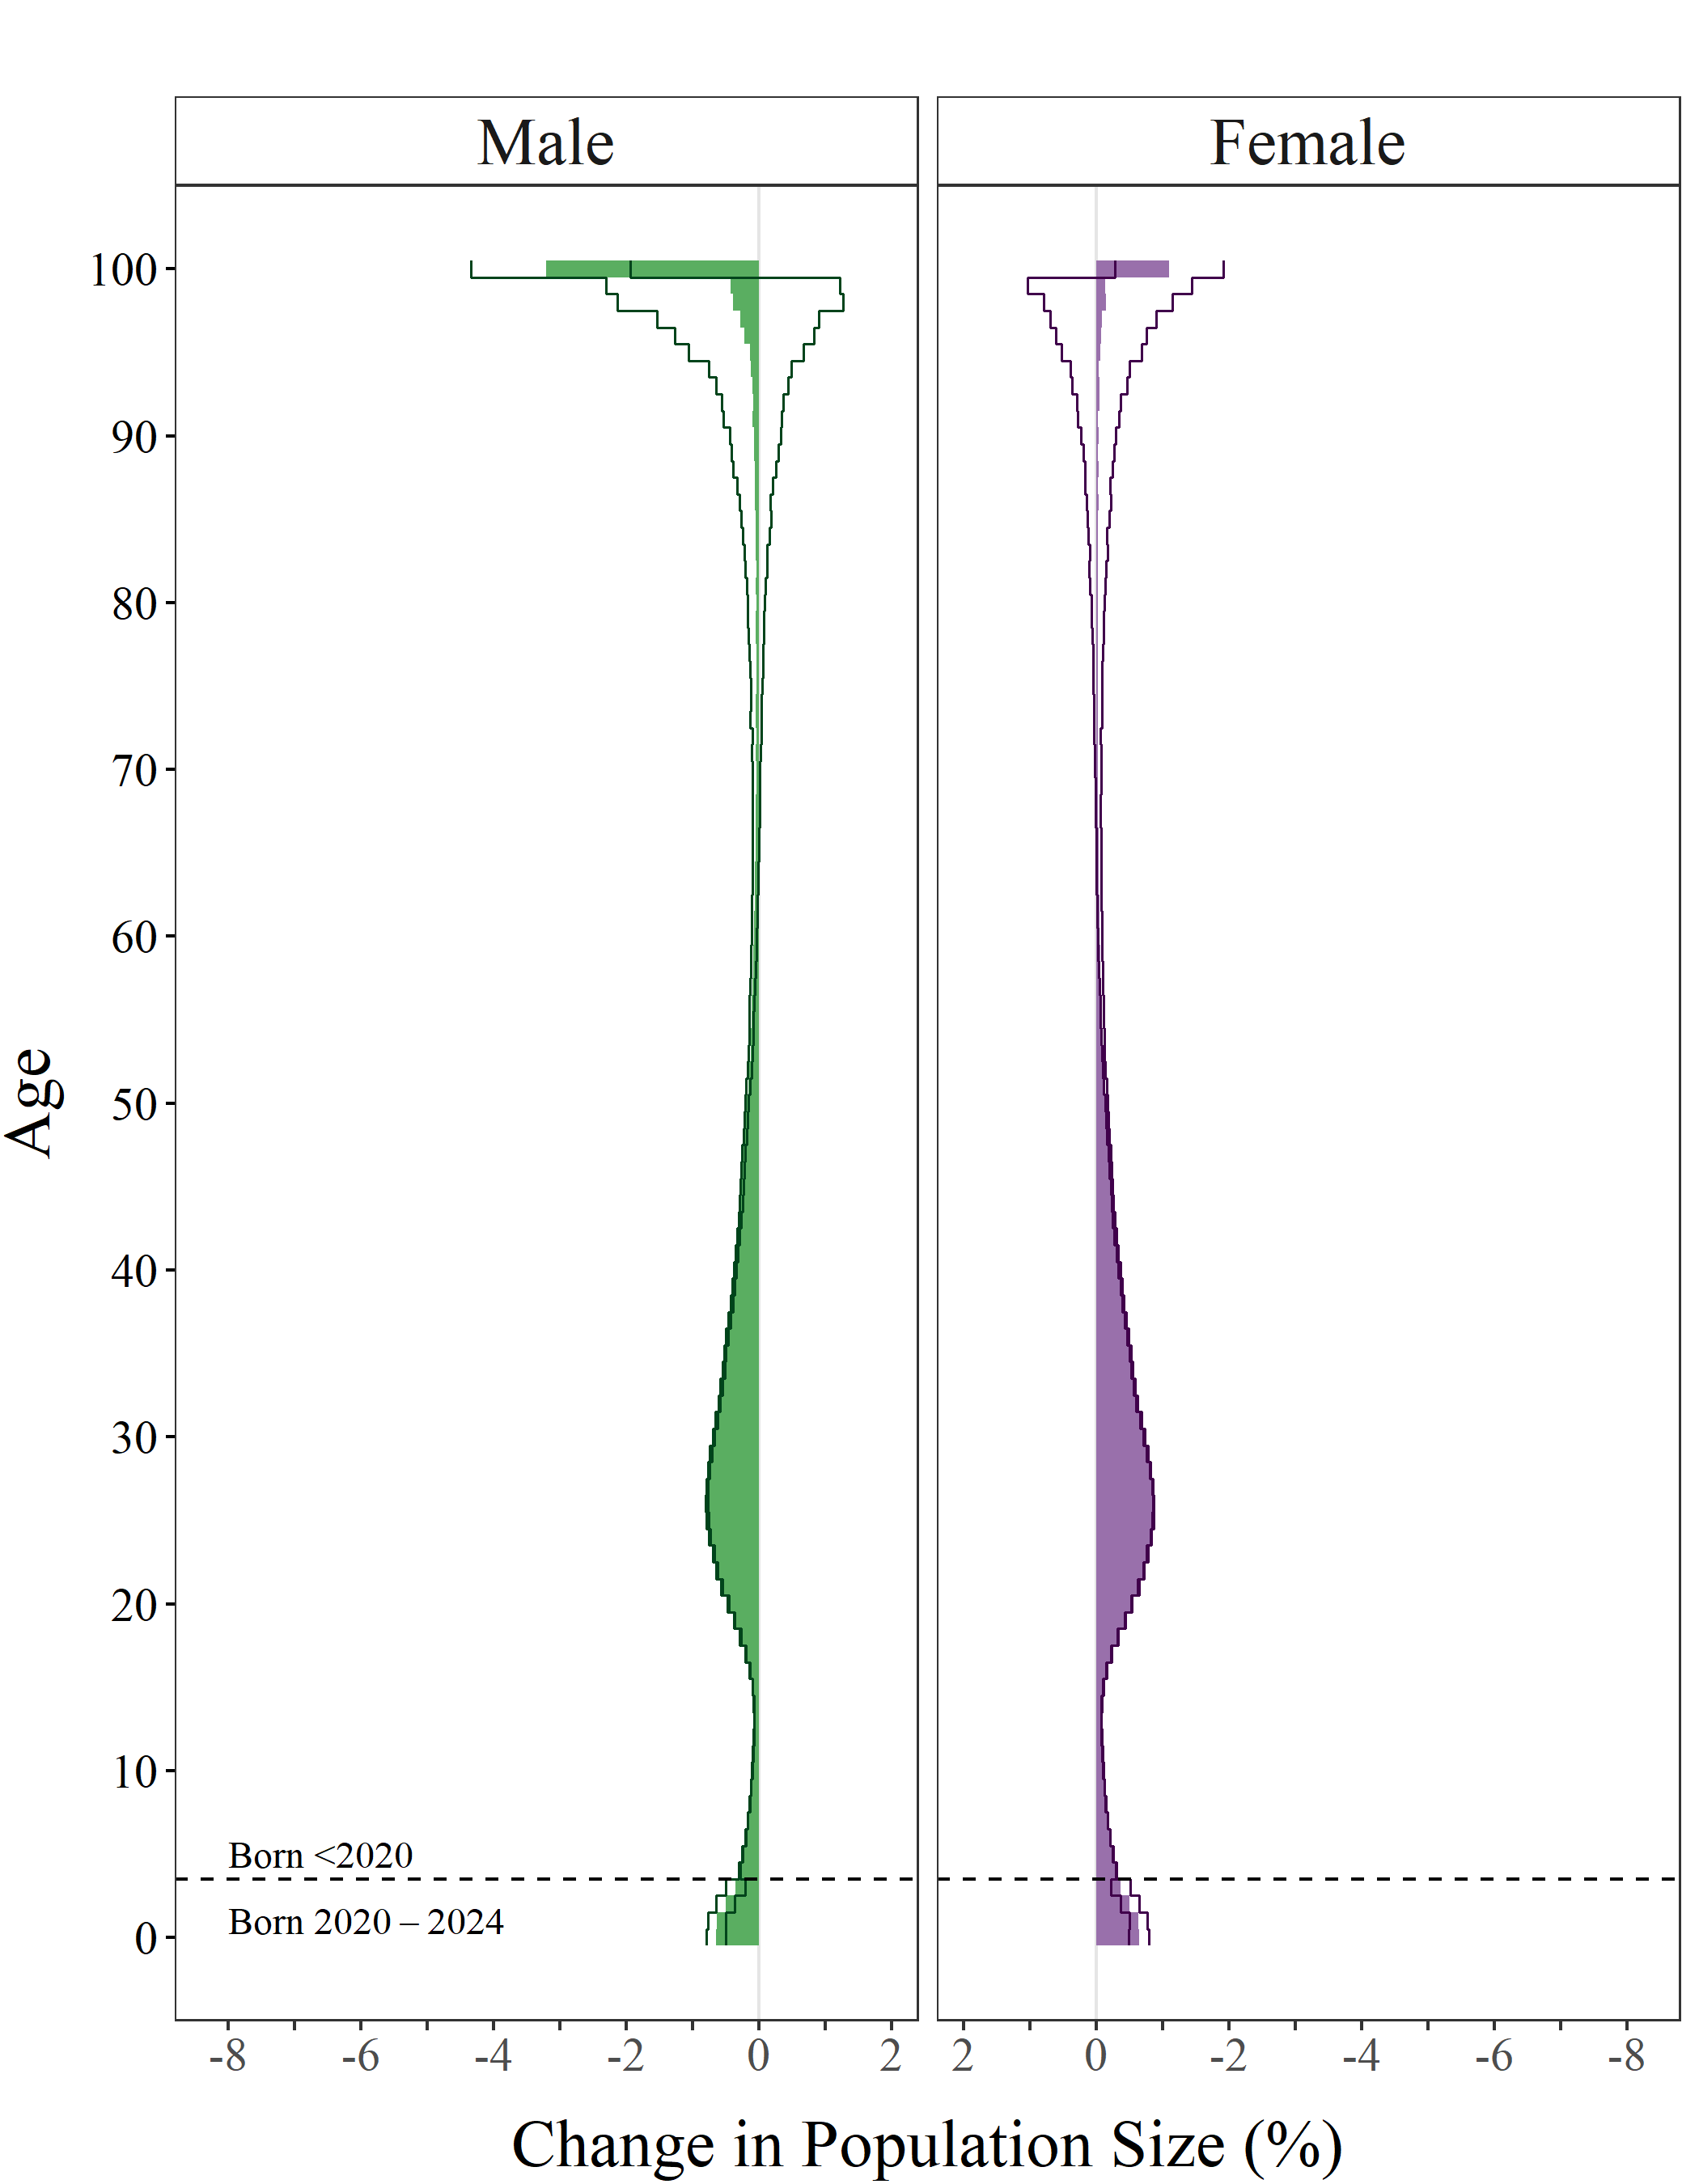 Male
Female
100
90
80
70
60
50
40
30
20
10
0
Age
Born <2020
Born 2020 – 2024
-8 -6 -4 -2 0 2
2 0 -2 -4 -6 -8
Change in Population Size (%)